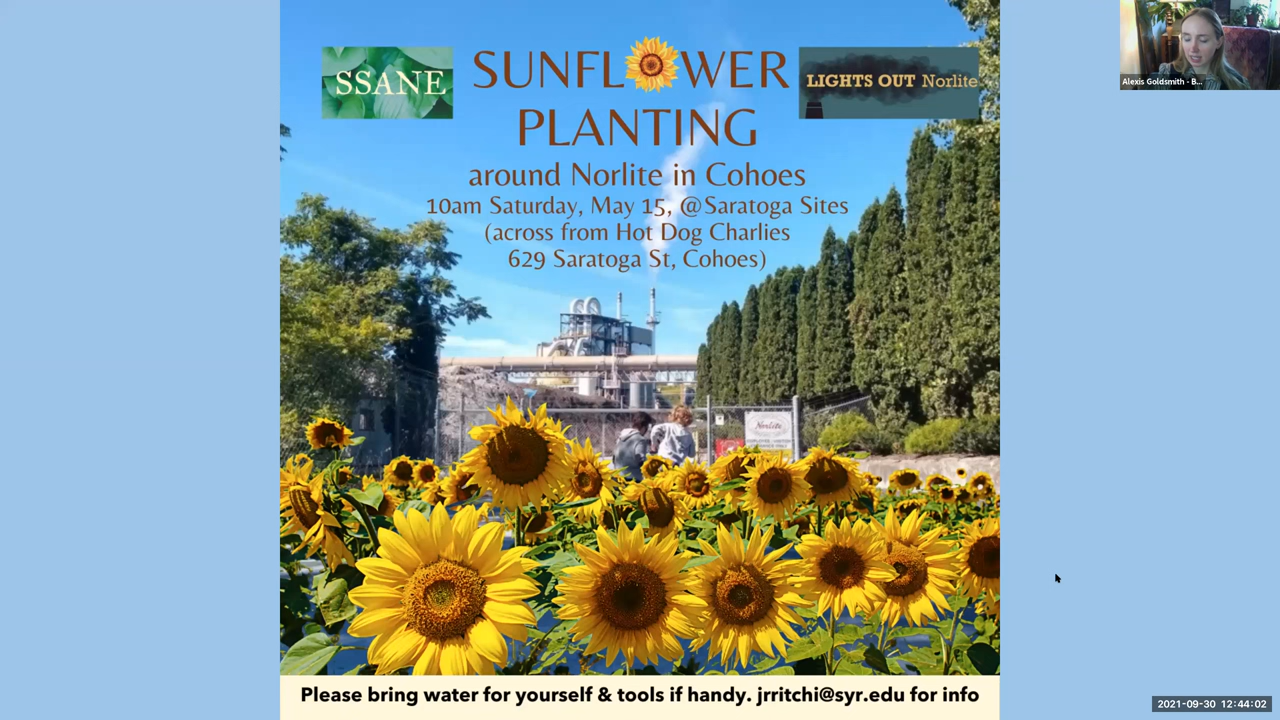 SSANE
SUNFLOWER
LIGHTS OUT Norlite
PLANTING
around Norlite in Cohoes
10am Saturday, May 15, @Saratoga Sites
(across from Hot Dog Charlies
629 Saratoga St, Cohoes)
Norlite
Please bring water for yourself & tools if handy. jrritchi@syr.edu for info
Alexis Goldsmith - B...
2021-09-30 12:44:02